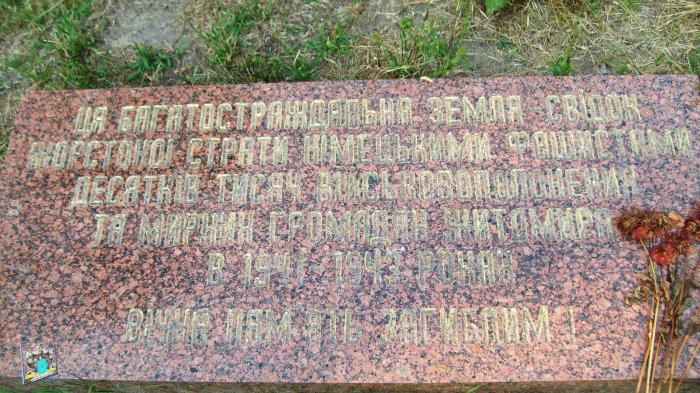 ЦЯ БАГАТОСТРАЖДАЛЬНА ЗЕМЛЯ СВІДОК
ЖОРСТОКОЇ СТРАТИ НІМЕЦЬКИМИ ФАШИСТАМИ
ДЕСЯТКІВ ТИСЯЧ ВІЙСЬКОВОПОЛОНЕНИХ
ТА МИРНИХ ГРОМАДЯН ЖИТОМИРА
В 1941 1943 РОКАХ
ВІЧНА ПАМ'ЯТЬ ЗАГИБЛИМ !